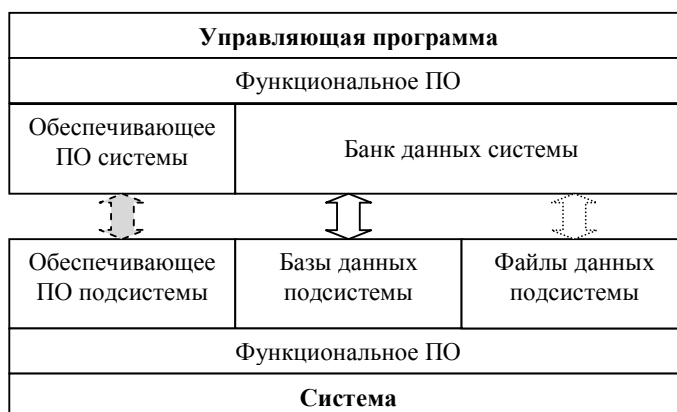 Управляющая программа
Функциональное ПО
Обеспечивающее
ПО системы
Банк данных системы
Обеспечивающее
ПО подсистемы
Базы данных
подсистемы
Файлы данных
подсистемы
Функциональное ПО
Система